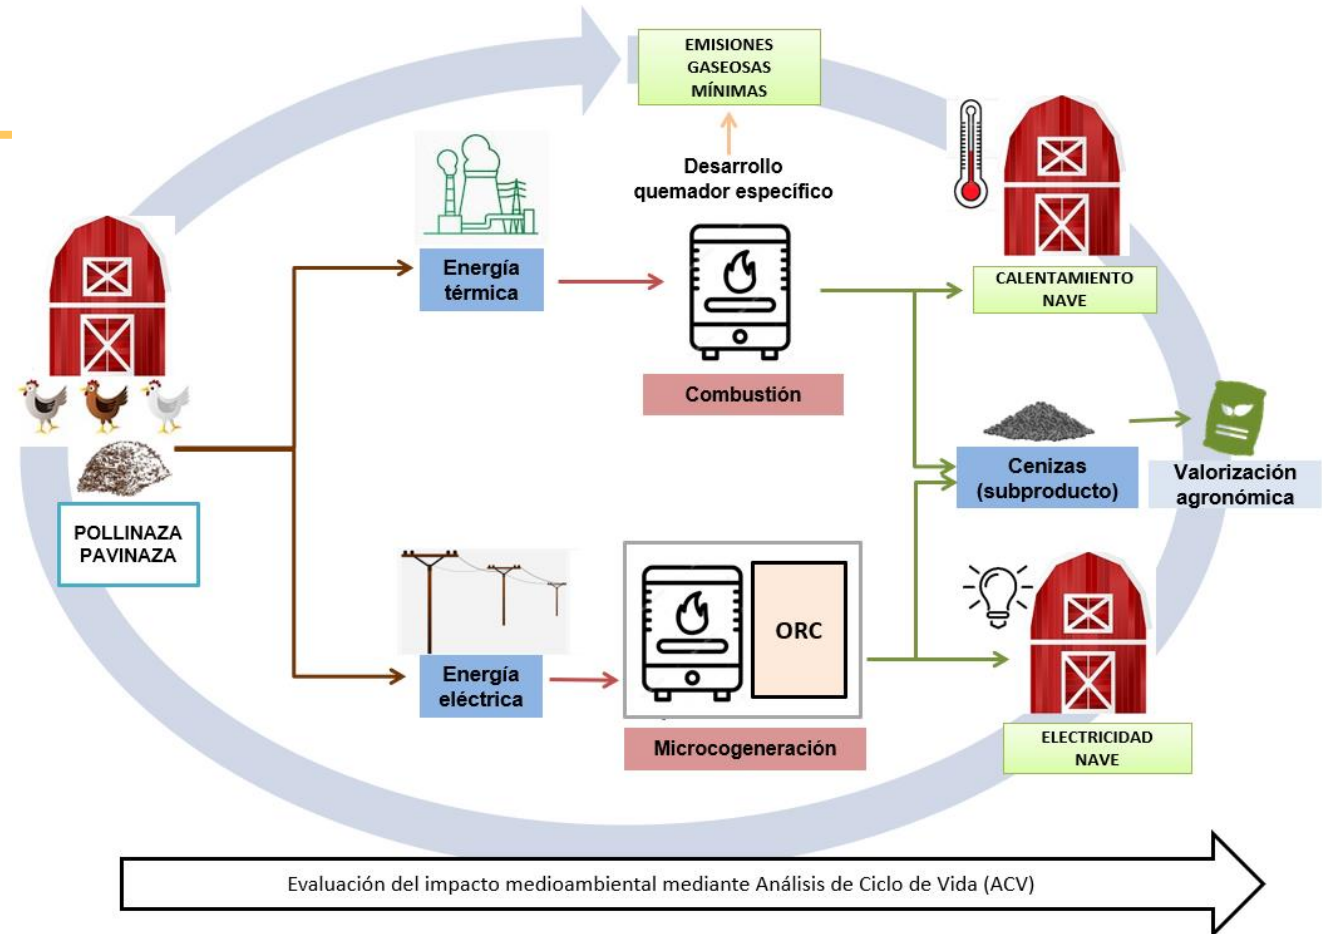 EMISIONES
GASEOSAS
MÍNIMAS
Desarrollo
quemador específico
Energía
térmica
CALENTAMIENTO
NAVE
Combustión
Cenizas
(subproducto)
Valorización
agronómica
POLLINAZA
PAVINAZA
ORC
Energía
eléctrica
Microcogeneración
ELECTRICIDAD
NAVE
Evaluación del impacto medioambiental mediante Análisis de Ciclo de Vida (ACV)